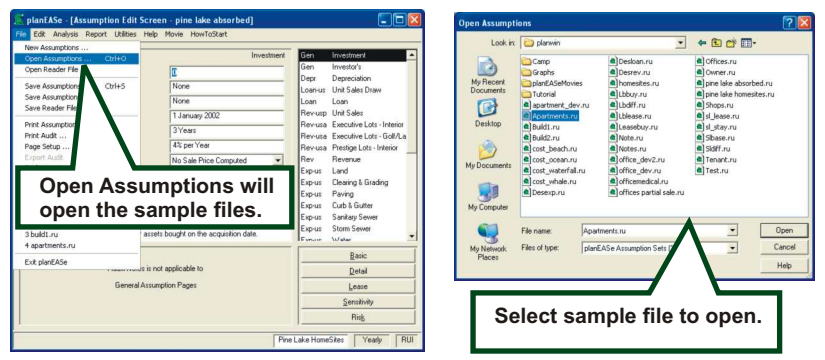 planEASe - [Assumption Edit Screen - pine lake absorbed]
File Edit Analysis Report Utilities Help Movie HowToStart
New Assumptions ...
Open Assumptions ... Ctrl+O
Open Reader File
Save Assumptions Ctrl+S
Save Assumptions
Save Reader File
Print Assumption
Print Audit ...
Page Setup ...
Export Audit
3 build1.ru
4 apartments.ru
Exit planEASe
Investment
0
None
None
1 January 2002
3 Years
4% per Year
No Sale Price Computed
assets bought on the acquisition date.
is not applicable to
General Assumption Pages
Gen Investment
Gen Investor's
Depr Depreciation
Loan-us Unit Sales Draw
Loan Loan
Rev-usp Unit Sales
Rev-usa Executive Lots - Interior
Rev-usa Executive Lots - Golf/La
Rev-usa Prestige Lots - Interior
Rev Revenue
Exp-us Land
Exp-us Clearing & Grading
Exp-us Paving
Exp-us Curb & Gutter
Exp-us Sanitary Sewer
Exp-us Storm Sewer
Exp-us Water
Basic
Detail
Lease
Sensitivity
Risk
Pine Lake HomeSites Yearly RUI
Open Assumptions will
open the sample files.
Open Assumptions
Look in: planwin
My Recent
Documents
Desktop
My Documents
My Computer
My Network
Places
Camp
Graphs
planEASeMovies
Tutorial
apartment_dev.ru
Apartments.ru
Build1.ru
Build2.ru
cost_beach.ru
cost_ocean.ru
cost_waterfall.ru
cost_whale.ru
Desexp.ru
Desloan.ru
Desrev.ru
homesites.ru
Lbbuy.ru
Lbdiff.ru
Lblease.ru
Leasebuy.ru
Note.ru
Notes.ru
office_dev2.ru
office_dev.ru
officemedical.ru
offices partial sale.ru
Offices.ru
Owner.ru
pine lake absorbed.ru
pine lake homesites.ru
Shops.ru
sl_lease.ru
sl_stay.ru
Slbase.ru
Sldiff.ru
Tenant.ru
Test.ru
File name: Apartments.ru
Files of type: planEASe Assumption Sets
Open
Cancel
Help
Select sample file to open.